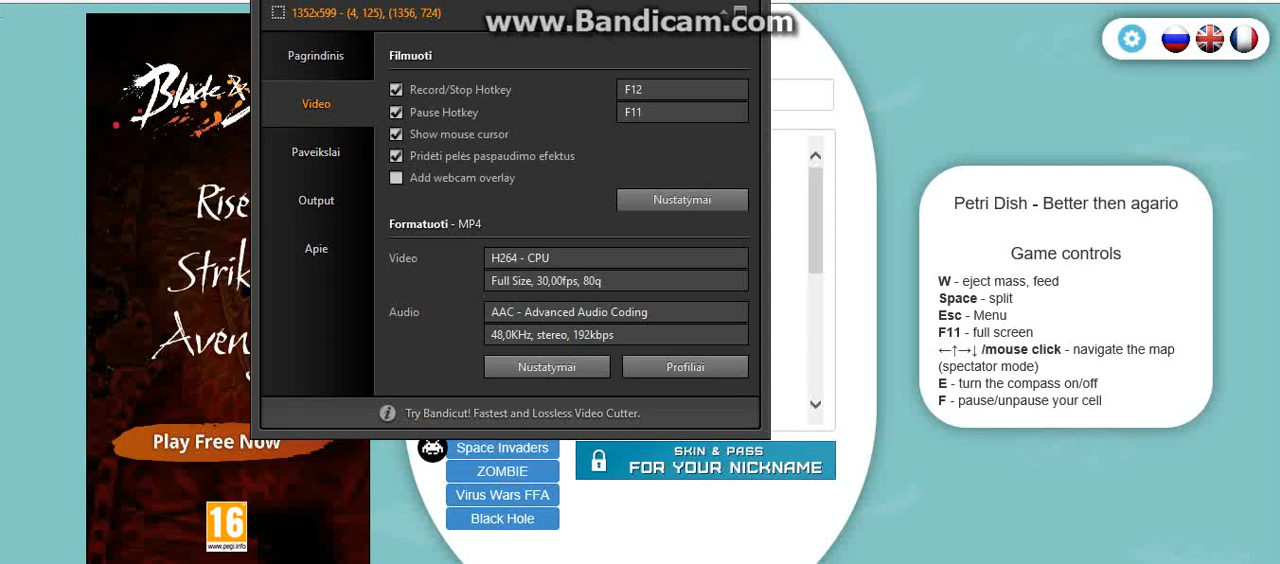 1352x599 - (4, 125), (1356, 724)
www.Bandicam.com
Pagrindinis
Video
Paveikslai
Output
Apie
Filmuoti
Record/Stop Hotkey F12
Pause Hotkey F11
Show mouse cursor
Pridėti pelės paspaudimo efektus
Add webcam overlay
Nustatymai
Formatuoti - MP4
Video H264 - CPU
Full Size, 30,00fps, 80q
Audio AAC - Advanced Audio Coding
48,0KHz, stereo, 192kbps
Nustatymai Profiliai
Try Bandicut! Fastest and Lossless Video Cutter.
Blade &
Rise
Strik
Aven
Play Free Now
16
www.pegi.info
Space Invaders
ZOMBIE
Virus Wars FFA
Black Hole
SKIN & PASS
FOR YOUR NICKNAME
Petri Dish - Better then agario
Game controls
W - eject mass, feed
Space - split
Esc - Menu
F11 - full screen
←↑→↓ /mouse click - navigate the map
(spectator mode)
E - turn the compass on/off
F - pause/unpause your cell